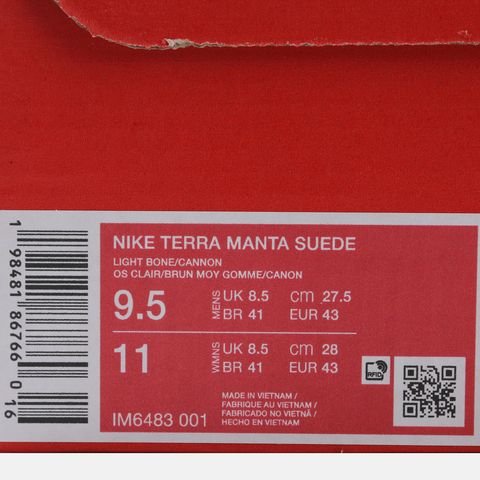 NIKE TERRA MANTA SUEDE
LIGHT BONE/CANNON
OS CLAIR/BRUN MOY GOMME/CANON
9.5 MENS UK 8.5 cm 27.5
BR 41 EUR 43
11 WMNS UK 8.5 cm 28
BR 41 EUR 43
RFID
MADE IN VIETNAM /
FABRIQUE AU VIETNAM /
FABRICADO NO VIETNÃ /
HECHO EN VIETNAM
IM6483 001
1 98481 86766 0 16